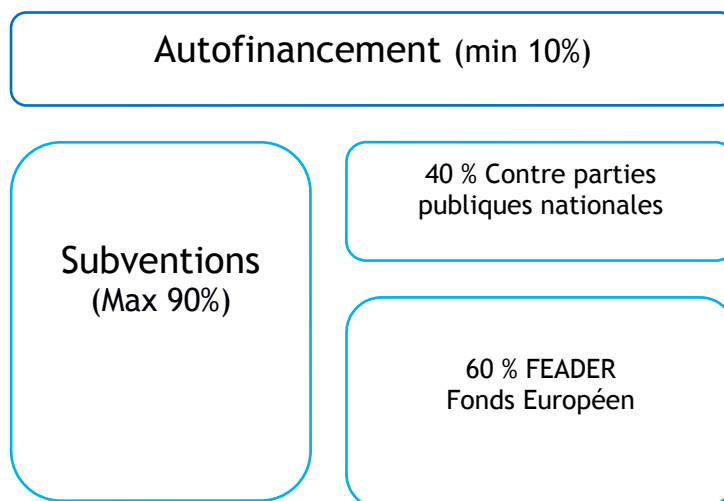 Autofinancement (min 10%)
Subventions
(Max 90%)
40 % Contre parties
publiques nationales
60 % FEADER
Fonds Européen